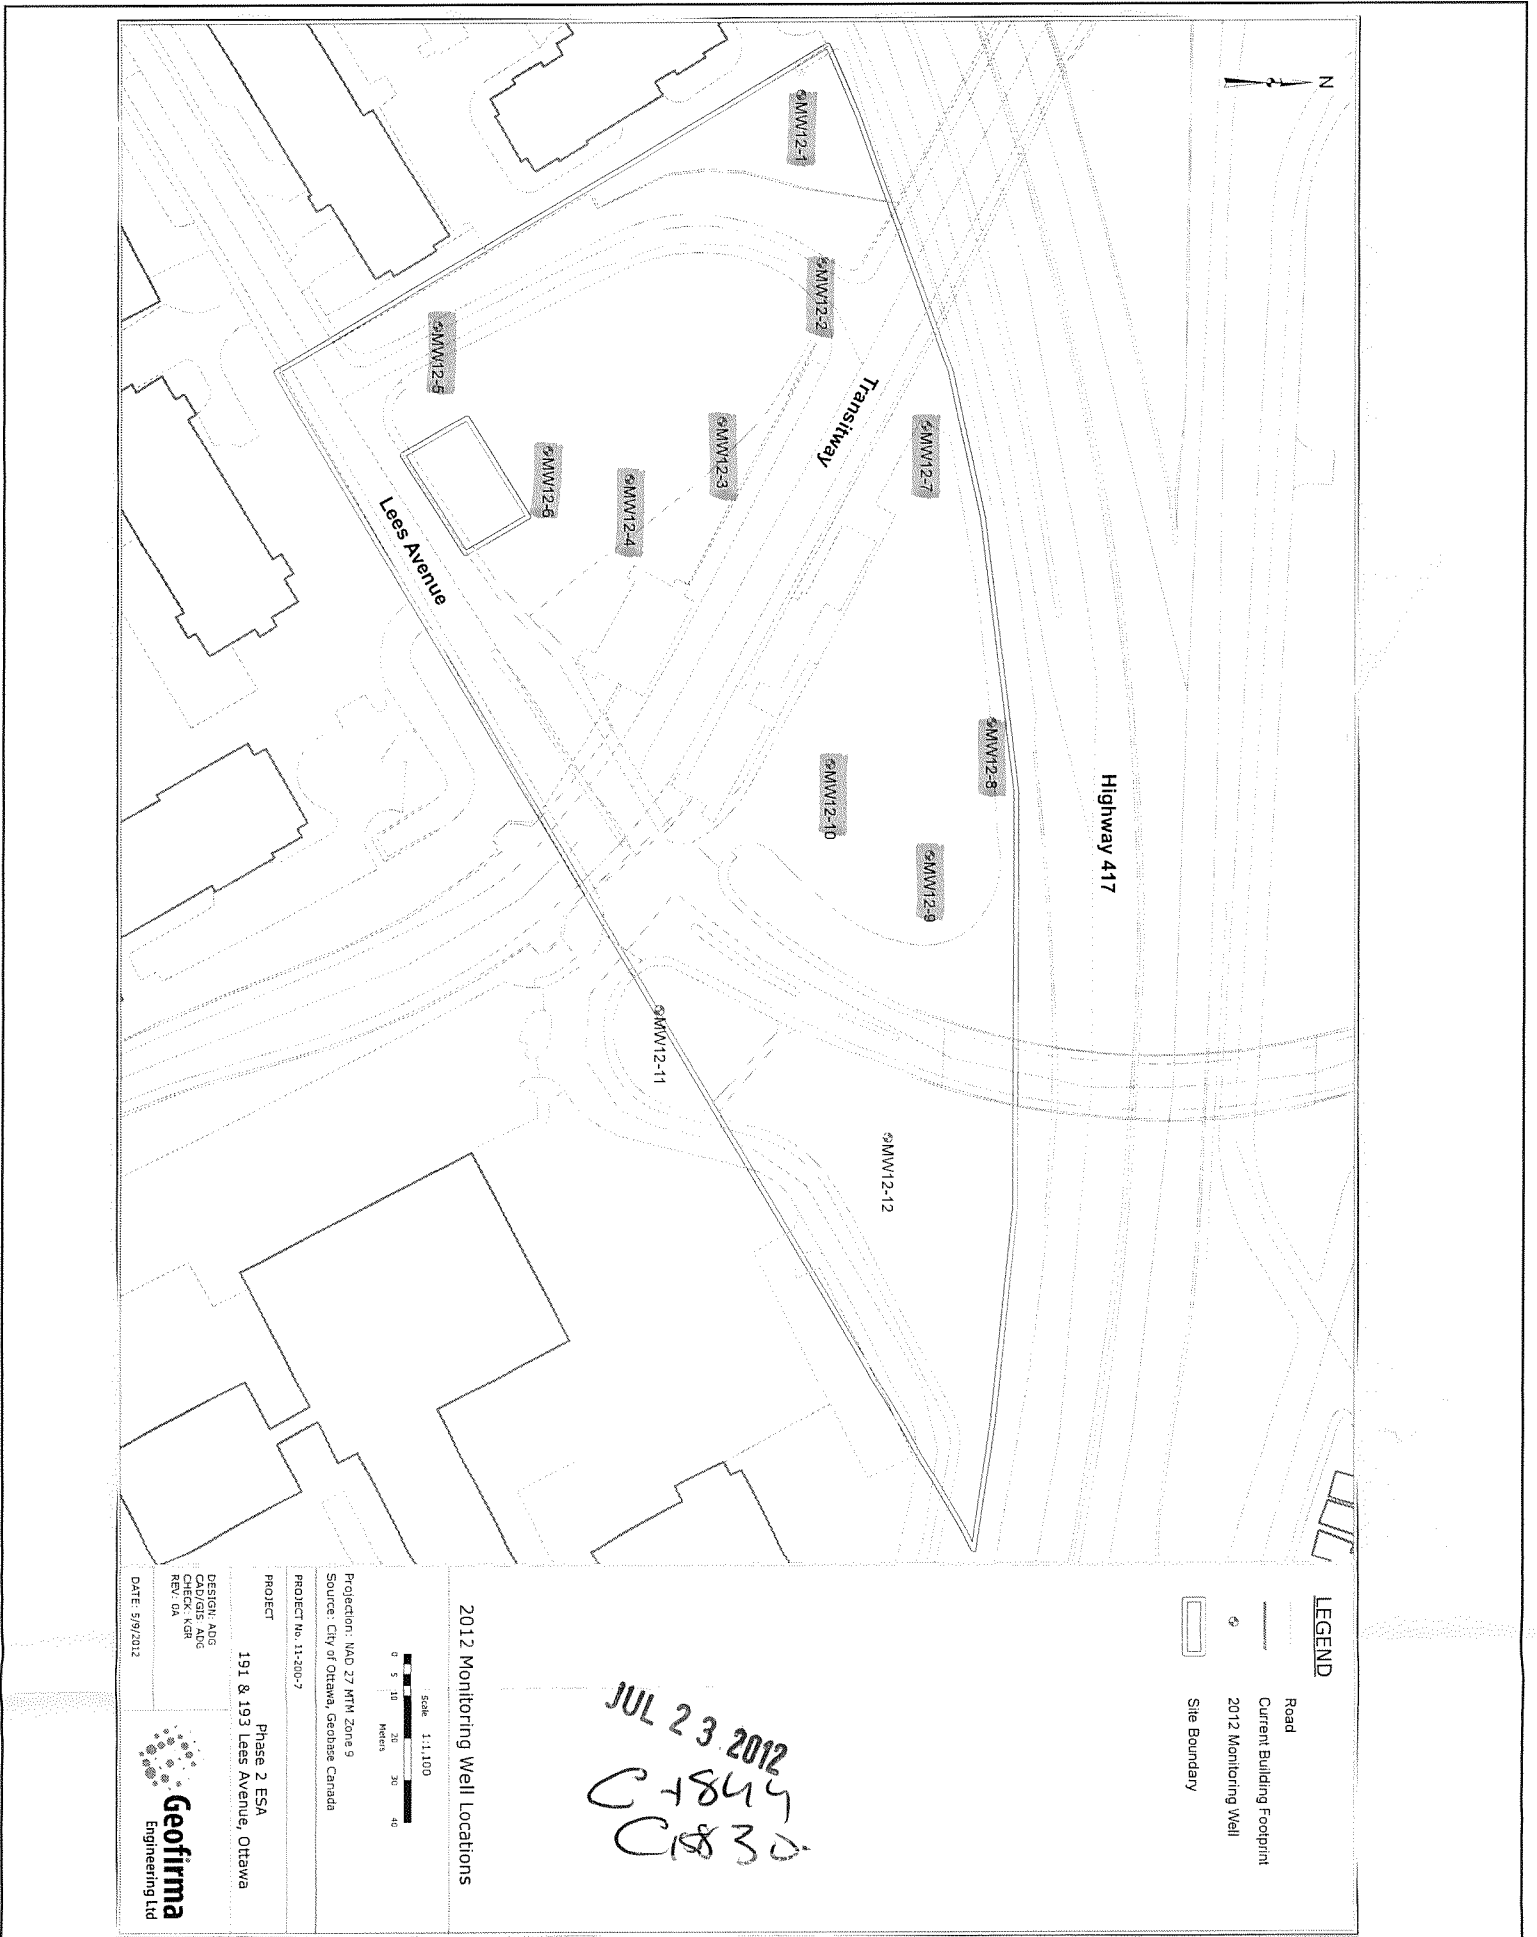 N
MW12-1
MW12-2
MW12-5
MW12-3
MW12-7
MW12-6
MW12-4
Transitway
Lees Avenue
MW12-8
MW12-10
MW12-9
Highway 417
MW12-11
MW12-12
LEGEND
Road
Current Building Footprint
2012 Monitoring Well
Site Boundary
JUL 23 2012
2012 Monitoring Well Locations
Scale 1:1,100
0 5 10 20 30 40
Meters
Projection: NAD 27 MTM Zone 9
Source: City of Ottawa, Geobase Canada
PROJECT No. 11-200-7
PROJECT
Phase 2 ESA
191 & 193 Lees Avenue, Ottawa
DESIGN: ADG
CAD/GIS: ADG
CHECK: KGR
REV: 0A
DATE: 5/9/2012
Geofirma
Engineering Ltd